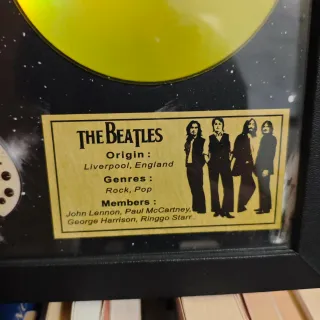 THE BEATLES
Origin :
Liverpool, England
Genres :
Rock, Pop
Members :
John Lennon, Paul McCartney,
George Harrison, Ringgo Starr